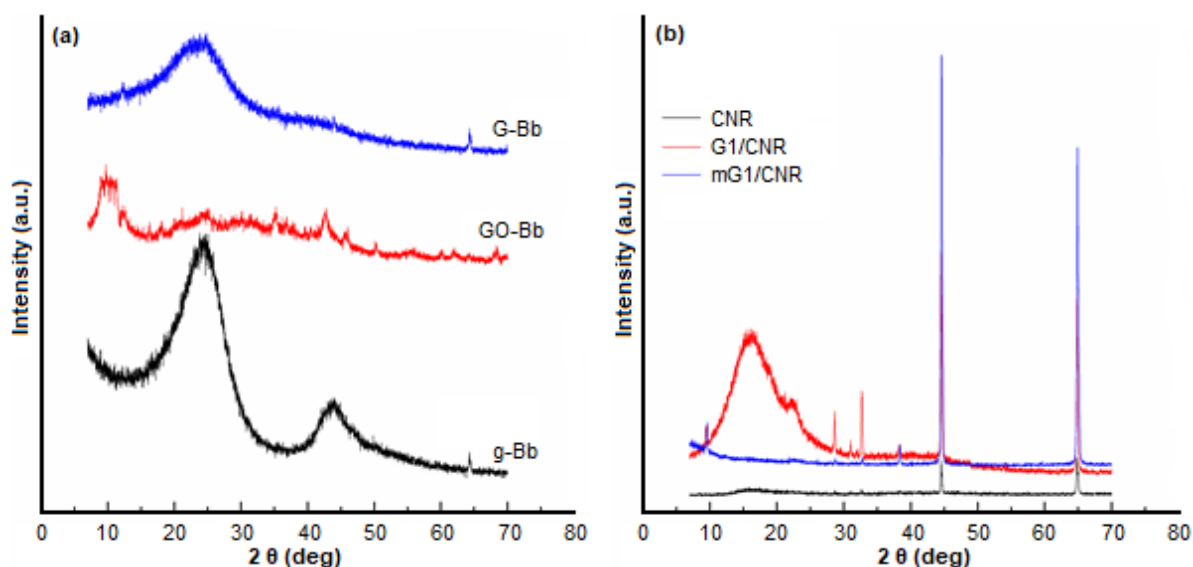 (a)
G-Bb
GO-Bb
g-Bb
Intensity (a.u.)
0 10 20 30 40 50 60 70 80
2 θ (deg)
(b)
CNR
G1/CNR
mG1/CNR
Intensity (a.u.)
0 10 20 30 40 50 60 70 80
2 θ (deg)